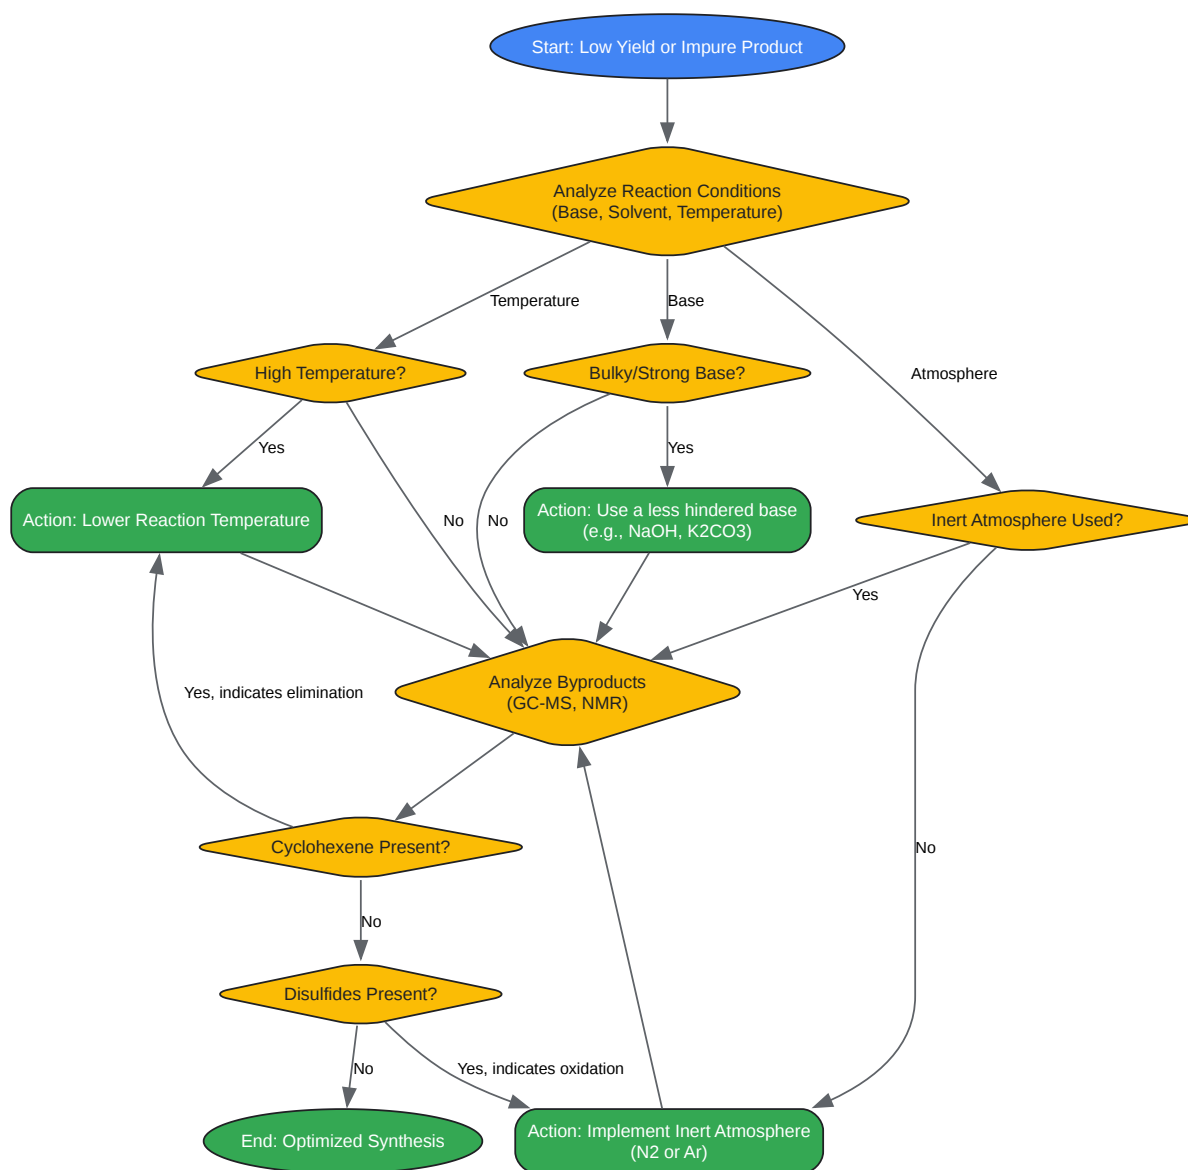 Start: Low Yield or Impure Product
Analyze Reaction Conditions
(Base, Solvent, Temperature)
Temperature
Base
Atmosphere
High Temperature?
Bulky/Strong Base?
Yes
Yes
Action: Lower Reaction Temperature
No
No
Action: Use a less hindered base
(e.g., NaOH, K2CO3)
Inert Atmosphere Used?
Yes
Analyze Byproducts
(GC-MS, NMR)
Yes, indicates elimination
Cyclohexene Present?
No
No
Disulfides Present?
No
Yes, indicates oxidation
End: Optimized Synthesis
Action: Implement Inert Atmosphere
(N2 or Ar)